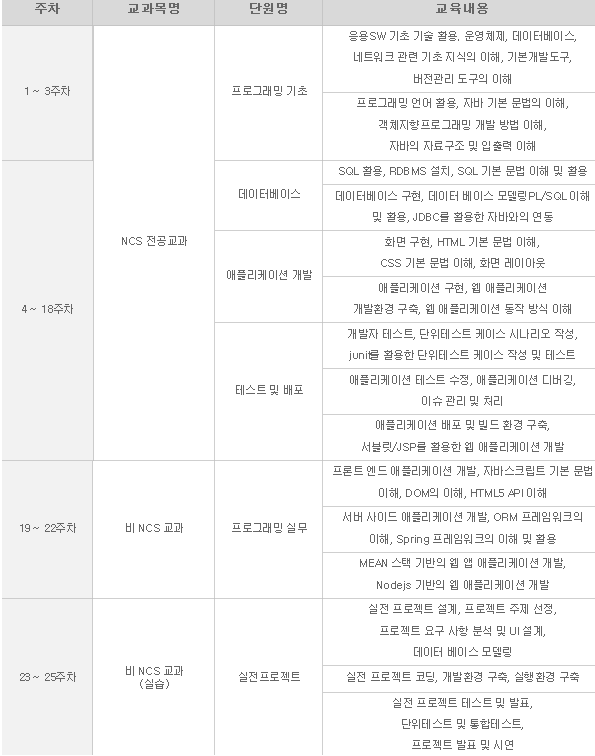 주차 교과목명 단원명 교육내용
1 ~ 3주차
NCS 전공교과
프로그래밍 기초
응용SW 기초 기술 활용, 운영체제, 데이터베이스,
네트워크 관련 기초 지식의 이해, 기본개발도구,
버전관리 도구의 이해
프로그래밍 언어 활용, 자바 기본 문법의 이해,
객체지향프로그래밍 개발 방법 이해,
자바의 자료구조 및 입출력 이해
4 ~ 18주차
데이터베이스
SQL 활용, RDBMS 설치, SQL 기본 문법 이해 및 활용
데이터베이스 구현, 데이터 베이스 모델링PL/SQL이해
및 활용, JDBC를 활용한 자바와의 연동
애플리케이션 개발
화면 구현, HTML 기본 문법 이해,
CSS 기본 문법 이해, 화면 레이아웃
애플리케이션 구현, 웹 애플리케이션
개발환경 구축, 웹 애플리케이션 동작 방식 이해
테스트 및 배포
개발자 테스트, 단위테스트 케이스 시나리오 작성,
junit를 활용한 단위테스트 케이스 작성 및 테스트
애플리케이션 테스트 수정, 애플리케이션 디버깅,
이슈 관리 및 처리
애플리케이션 배포 및 빌드 환경 구축,
서블릿/JSP를 활용한 웹 애플리케이션 개발
19 ~ 22주차
비 NCS 교과
프로그래밍 실무
프론트 엔드 애플리케이션 개발, 자바스크립트 기본 문법
이해, DOM의 이해, HTML5 API 이해
서버 사이드 애플리케이션 개발, ORM 프레임워크의
이해, Spring 프레임워크의 이해 및 활용
MEAN 스택 기반의 웹 앱 애플리케이션 개발,
Nodejs 기반의 웹 애플리케이션 개발
23 ~ 25주차
비 NCS 교과
(실습)
실전프로젝트
실전 프로젝트 설계, 프로젝트 주제 선정,
프로젝트 요구 사항 분석 및 UI 설계,
데이터 베이스 모델링
실전 프로젝트 코딩, 개발환경 구축, 실행환경 구축
실전 프로젝트 테스트 및 발표,
단위테스트 및 통합테스트,
프로젝트 발표 및 시연